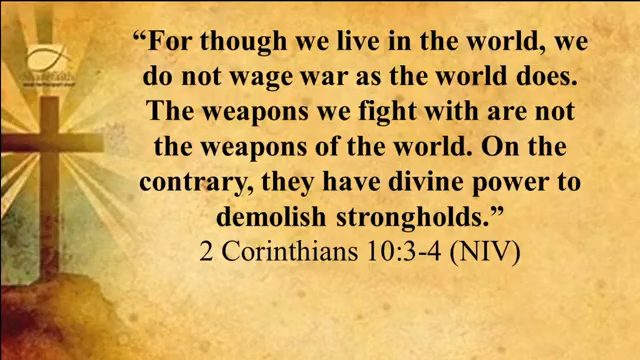 Sharefaith
“For though we live in the world, we
do not wage war as the world does.
The weapons we fight with are not
the weapons of the world. On the
contrary, they have divine power to
demolish strongholds.”
2 Corinthians 10:3-4 (NIV)